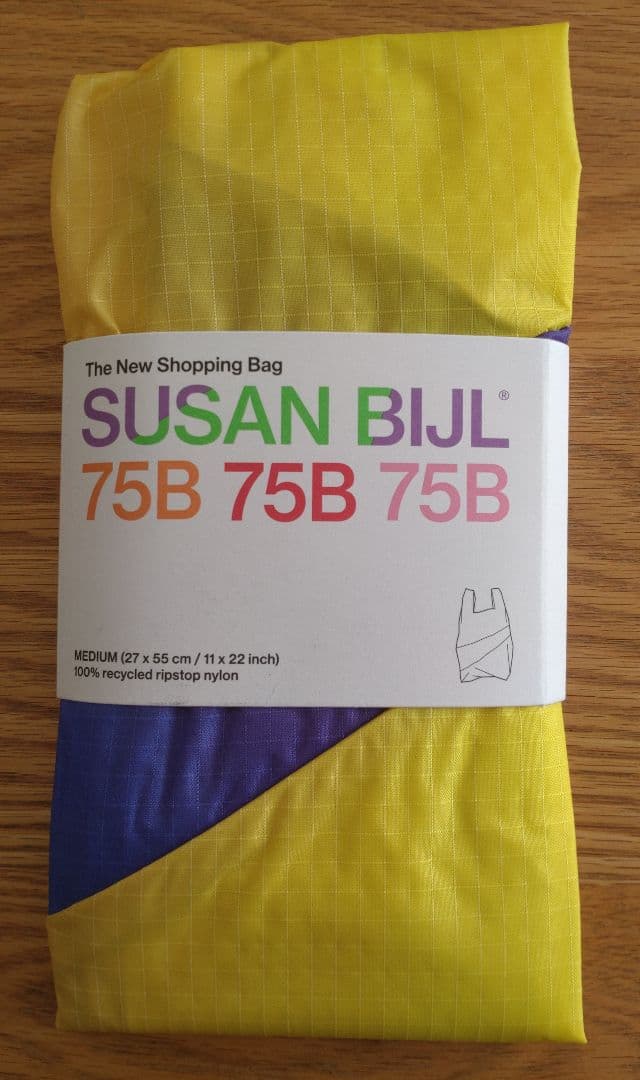 The New Shopping Bag
SUSAN BIJL®
75B 75B 75B
MEDIUM (27 x 55 cm / 11 x 22 inch)
100% recycled ripstop nylon